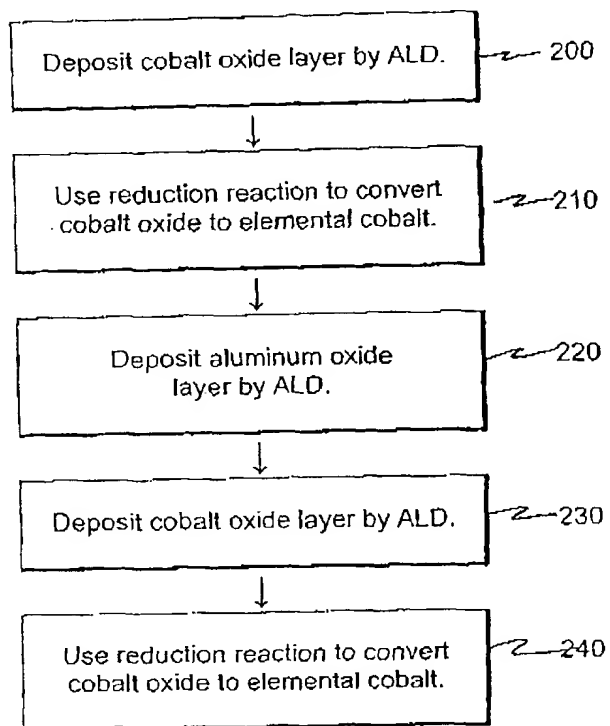 Deposit cobalt oxide layer by ALD.
200
Use reduction reaction to convert
cobalt oxide to elemental cobalt.
210
Deposit aluminum oxide
layer by ALD.
220
Deposit cobalt oxide layer by ALD.
230
Use reduction reaction to convert
cobalt oxide to elemental cobalt.
240